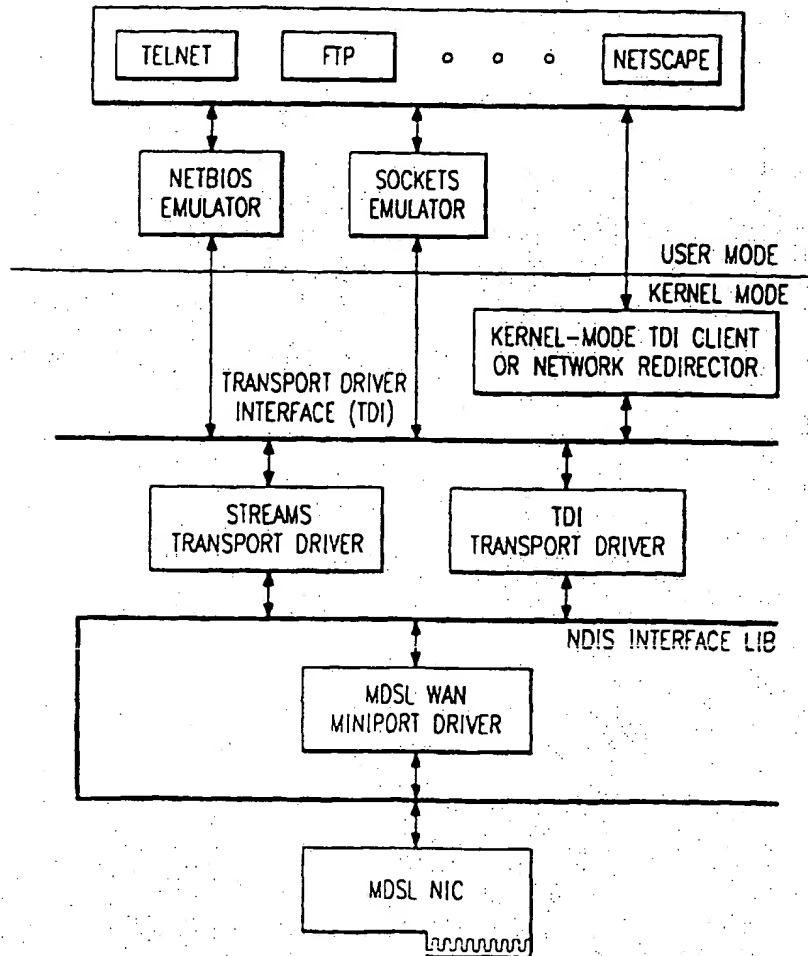 TELNET
FTP
NETSCAPE
NETBIOS
EMULATOR
SOCKETS
EMULATOR
USER MODE
KERNEL MODE
KERNEL-MODE TDI CLIENT
OR NETWORK REDIRECTOR
TRANSPORT DRIVER
INTERFACE (TDI)
STREAMS
TRANSPORT DRIVER
TDI
TRANSPORT DRIVER
NDIS INTERFACE LIB
MDSL WAN
MINIPORT DRIVER
MDSL NIC